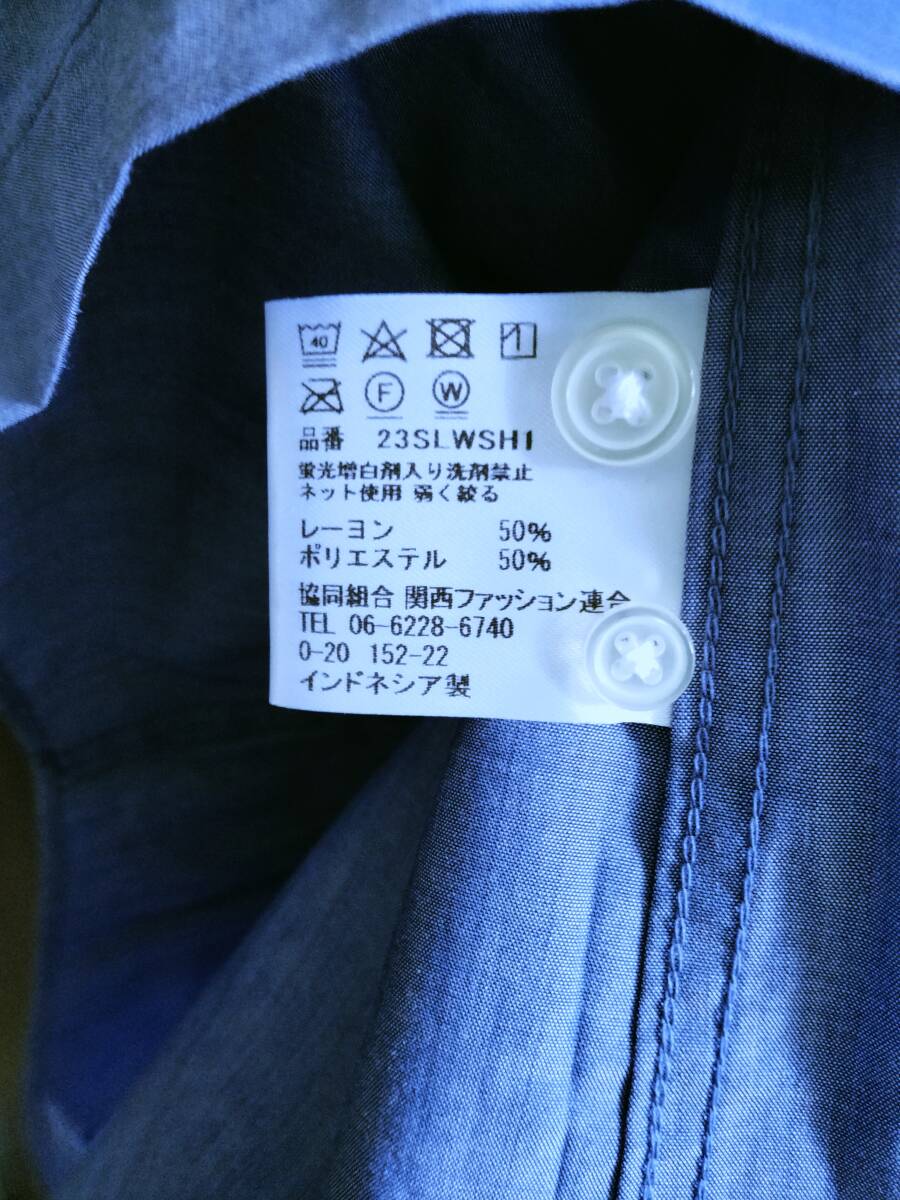 40
F W
品番 23SLWSH1
蛍光増白剤入り洗剤禁止
ネット使用 弱く絞る
レーヨン 50%
ポリエステル 50%
協同組合 関西ファッション連合
TEL 06-6228-6740
0-20 152-22
インドネシア製